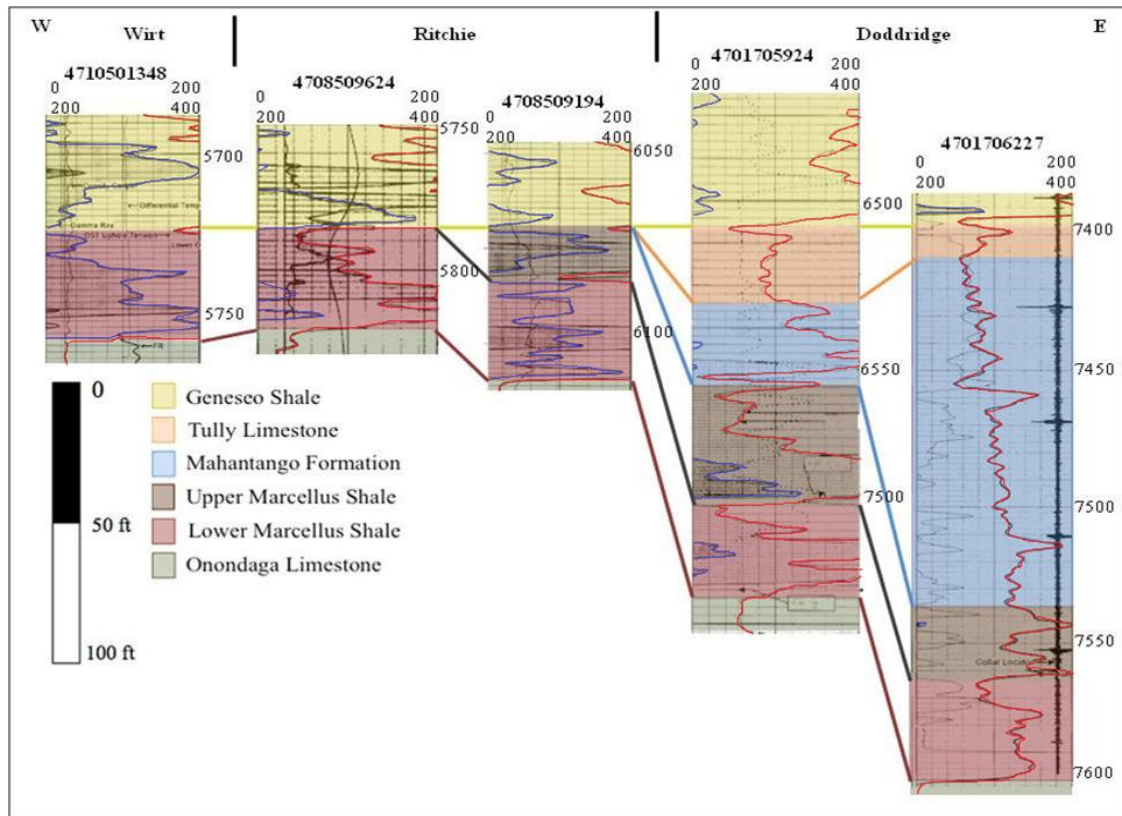 W Wirt Ritchie Doddridge E
4710501348
0 200
200 400
5700
Differential Temp
Gamma Ray
5750
4708509624
0 200
200 400
5750
5800
4708509194
0 200
200 400
6050
6100
4701705924
0 200
200 400
6500
6550
7500
4701706227
0 200
200 400
7400
7450
7500
7550
Collar Locator
7600
0
50 ft
100 ft
Geneseo Shale
Tully Limestone
Mahantango Formation
Upper Marcellus Shale
Lower Marcellus Shale
Onondaga Limestone